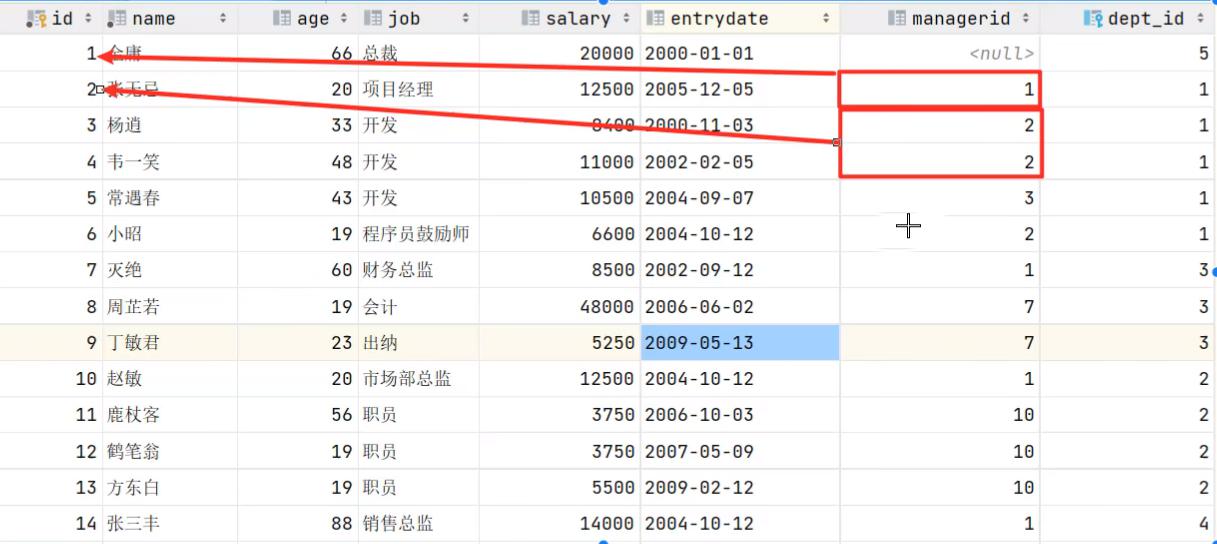 id name age job salary entrydate managerid dept_id
1 金庸 66 总裁 20000 2000-01-01 <null> 5
2 张无忌 20 项目经理 12500 2005-12-05 1 1
3 杨逍 33 开发 8400 2000-11-03 2 1
4 韦一笑 48 开发 11000 2002-02-05 2 1
5 常遇春 43 开发 10500 2004-09-07 3 1
6 小昭 19 程序员鼓励师 6600 2004-10-12 2 1
7 灭绝 60 财务总监 8500 2002-09-12 1 3
8 周芷若 19 会计 48000 2006-06-02 7 3
9 丁敏君 23 出纳 5250 2009-05-13 7 3
10 赵敏 20 市场部总监 12500 2004-10-12 1 2
11 鹿杖客 56 职员 3750 2006-10-03 10 2
12 鹤笔翁 19 职员 3750 2007-05-09 10 2
13 方东白 19 职员 5500 2009-02-12 10 2
14 张三丰 88 销售总监 14000 2004-10-12 1 4